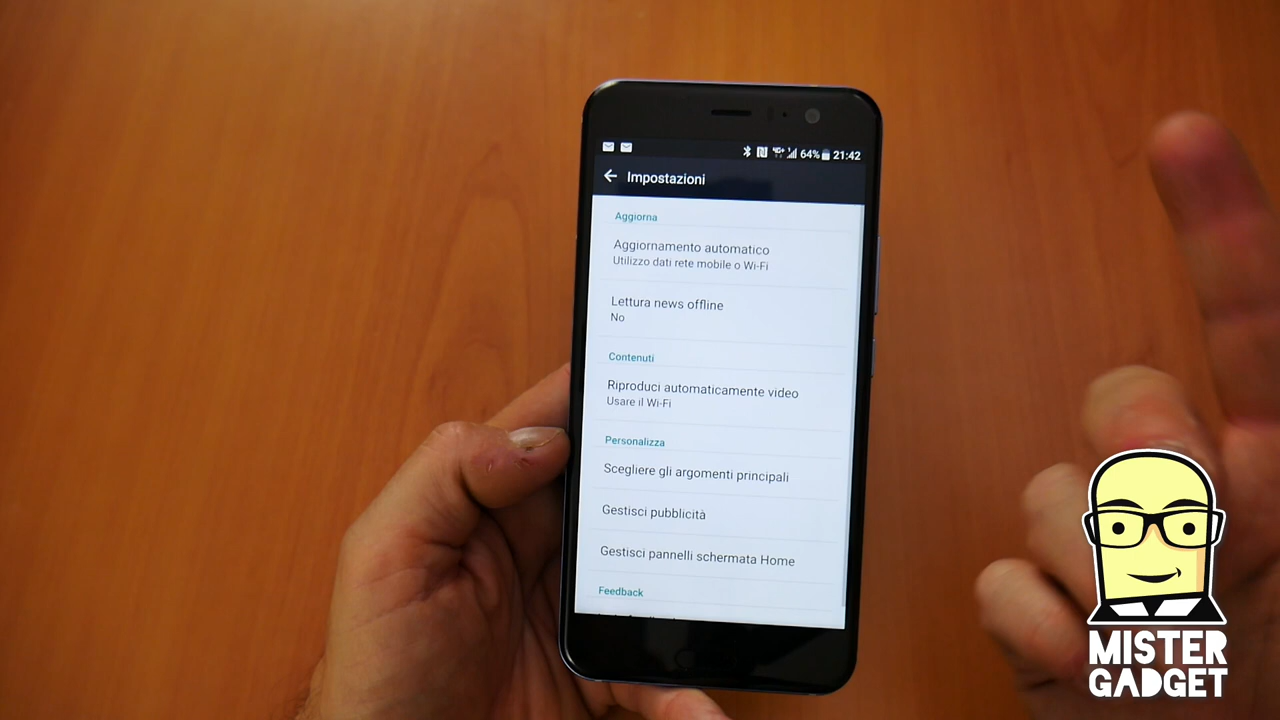 64% 21:42
Impostazioni
Aggiorna
Aggiornamento automatico
Utilizzo dati rete mobile o Wi-Fi
Lettura news offline
No
Contenuti
Riproduci automaticamente video
Usare il Wi-Fi
Personalizza
Scegliere gli argomenti principali
Gestisci pubblicità
Gestisci pannelli schermata Home
Feedback
MISTER
GADGET